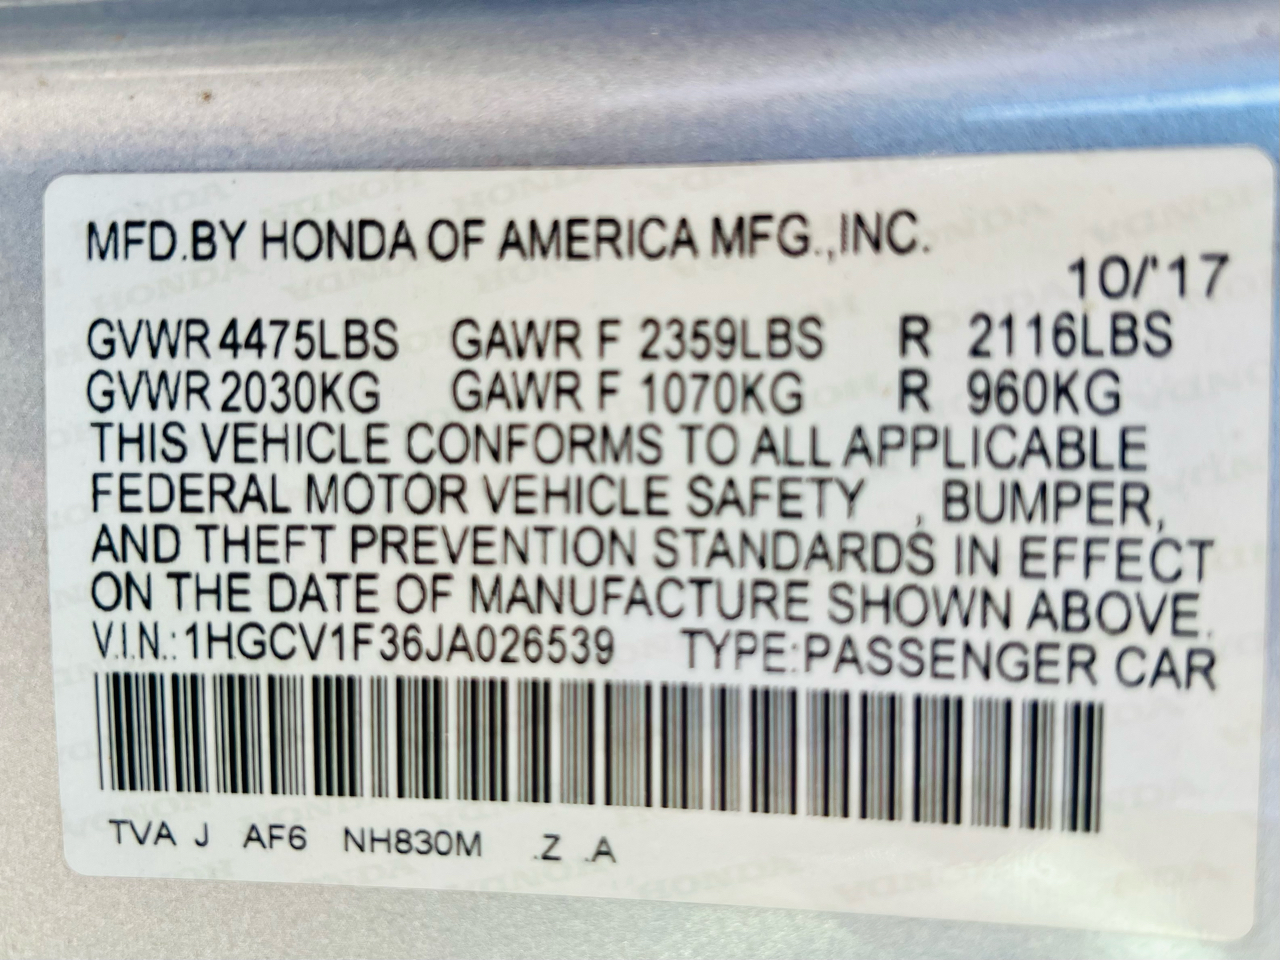 MFD.BY HONDA OF AMERICA MFG.,INC.
10/'17
GVWR 4475LBS GAWR F 2359LBS R 2116LBS
GVWR 2030KG GAWR F 1070KG R 960KG
THIS VEHICLE CONFORMS TO ALL APPLICABLE
FEDERAL MOTOR VEHICLE SAFETY , BUMPER,
AND THEFT PREVENTION STANDARDS IN EFFECT
ON THE DATE OF MANUFACTURE SHOWN ABOVE.
V.I.N.: 1HGCV1F36JA026539 TYPE:PASSENGER CAR
TVA J AF6 NH830M .Z .A